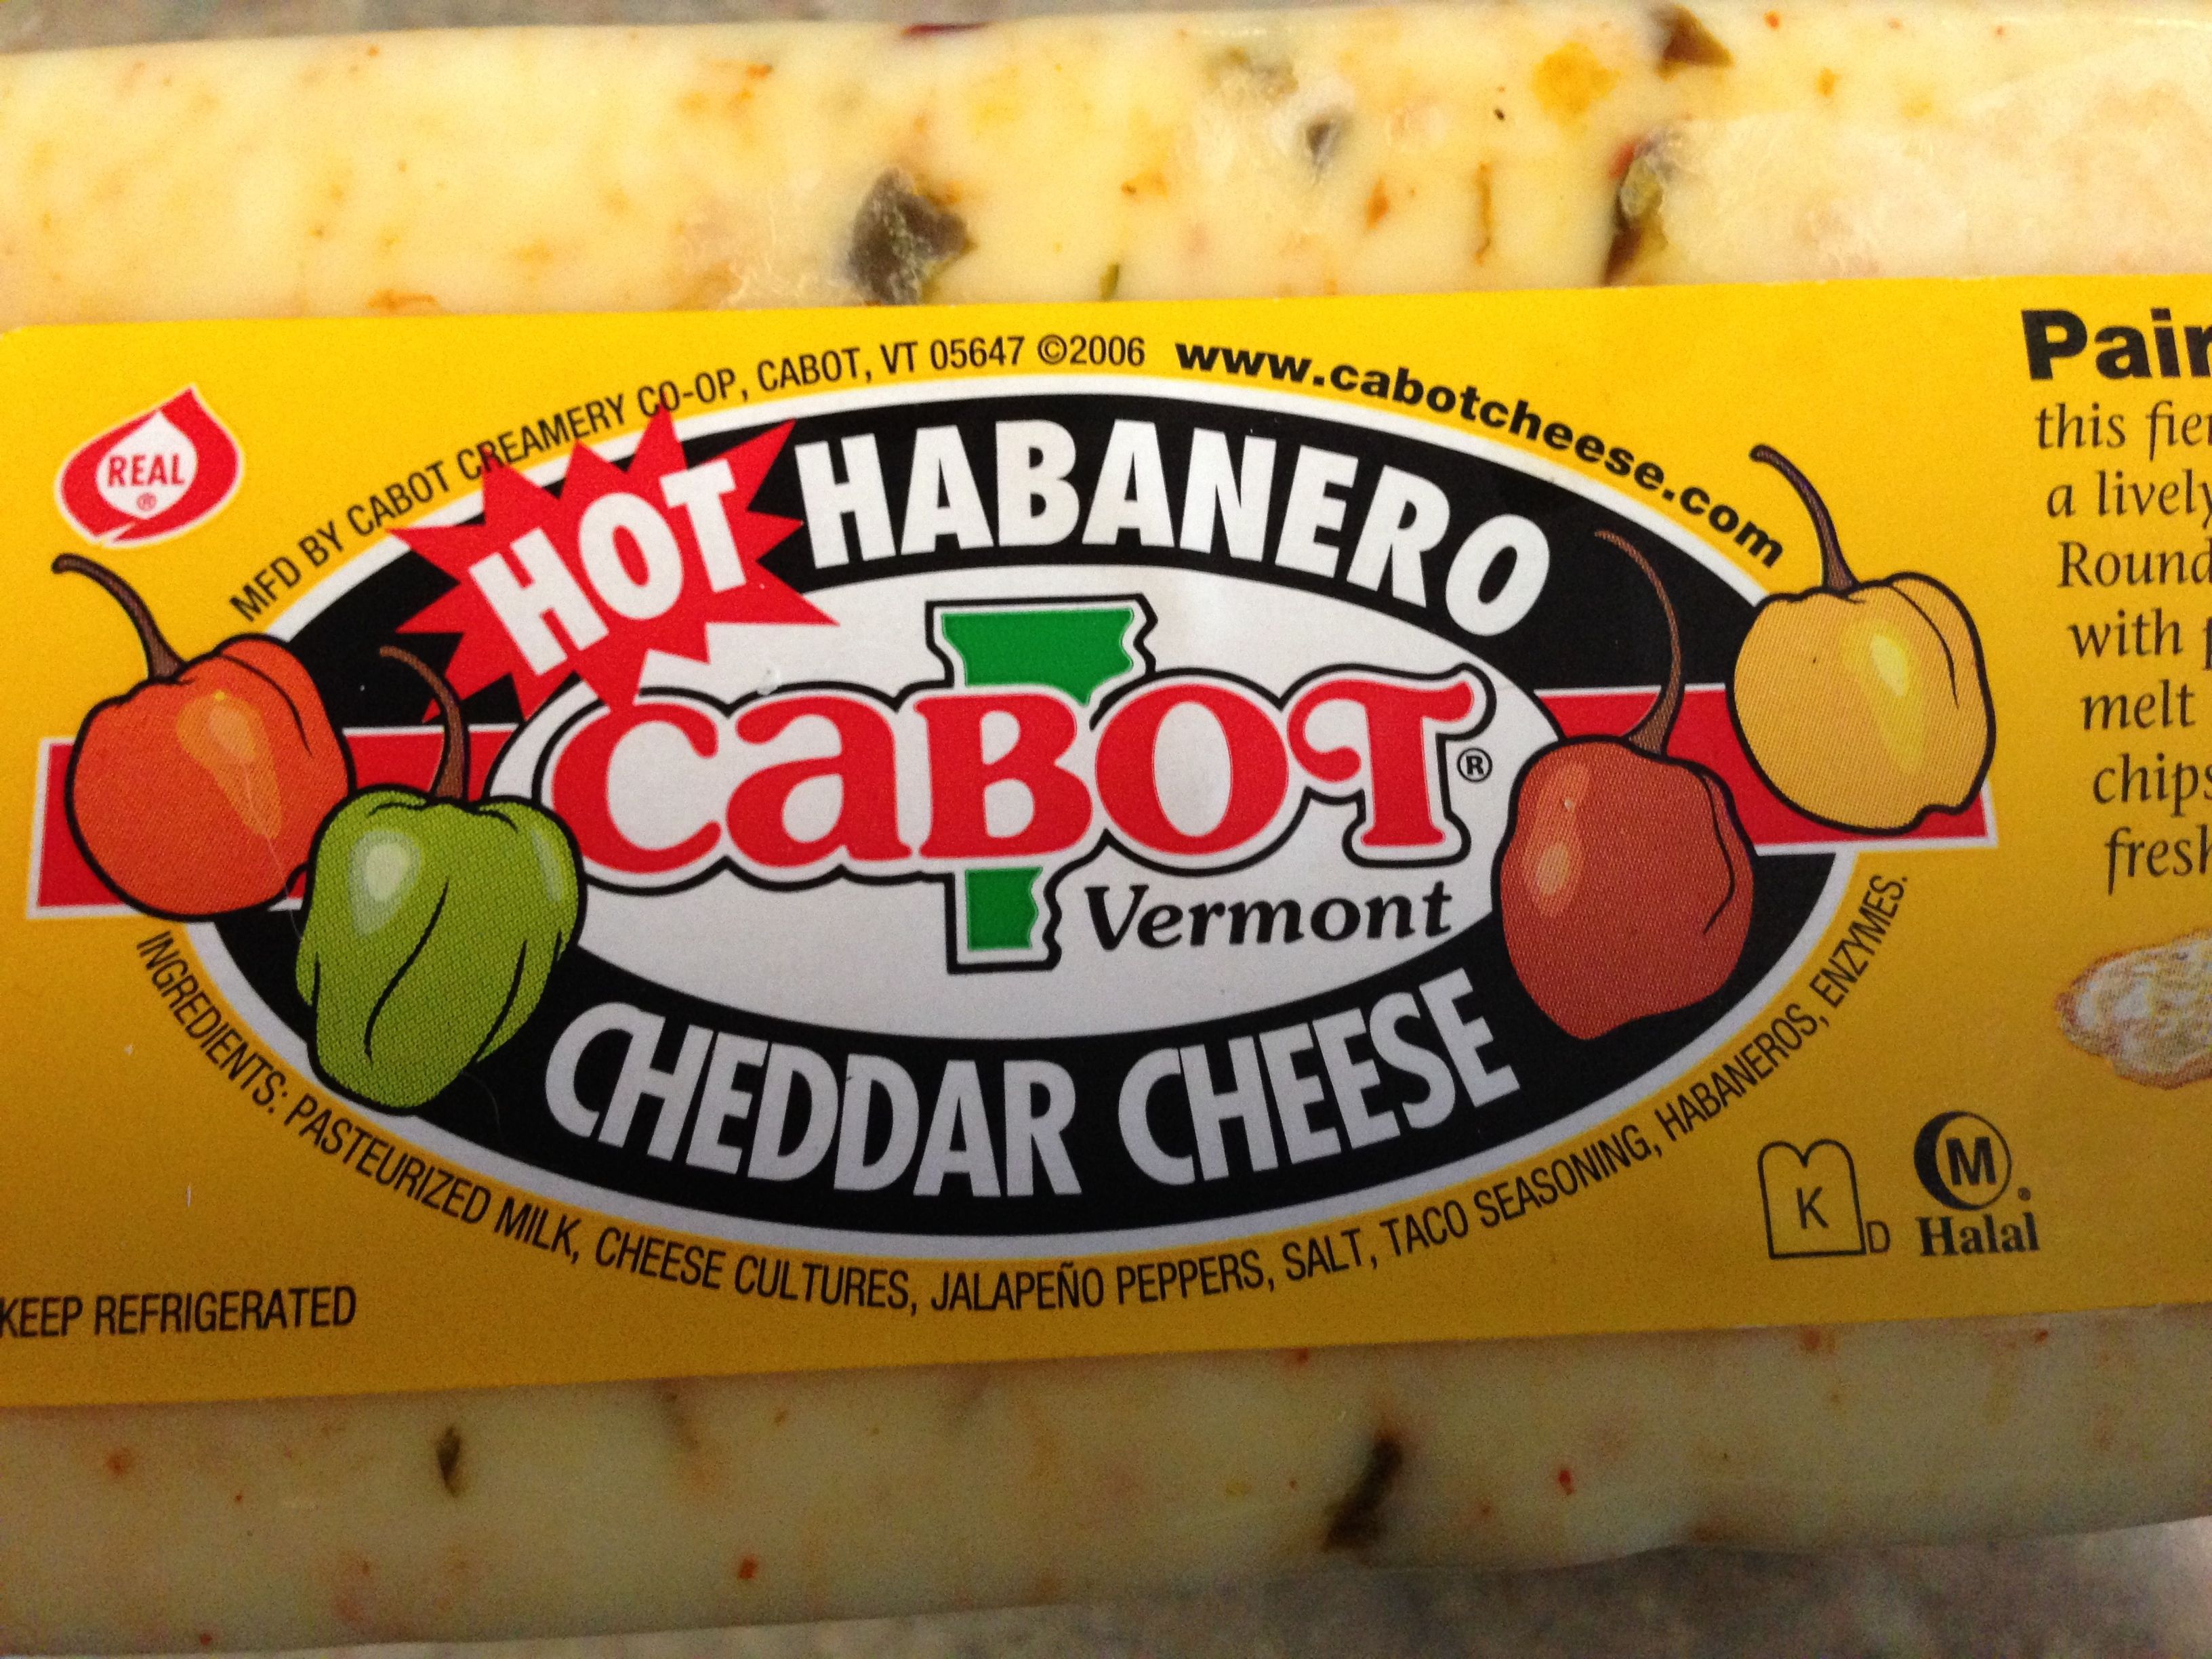 MFD BY CABOT CREAMERY CO-OP, CABOT, VT 05647 ©2006 www.cabotcheese.com
REAL
®
HOT HABANERO
CABOT®
Vermont
CHEDDAR CHEESE
INGREDIENTS: PASTEURIZED MILK, CHEESE CULTURES, JALAPEÑO PEPPERS, SALT, TACO SEASONING, HABANEROS, ENZYMES.
KEEP REFRIGERATED
K D
M
Halal
Pair
this fier
a lively
Round
with
melt
chips
fresh